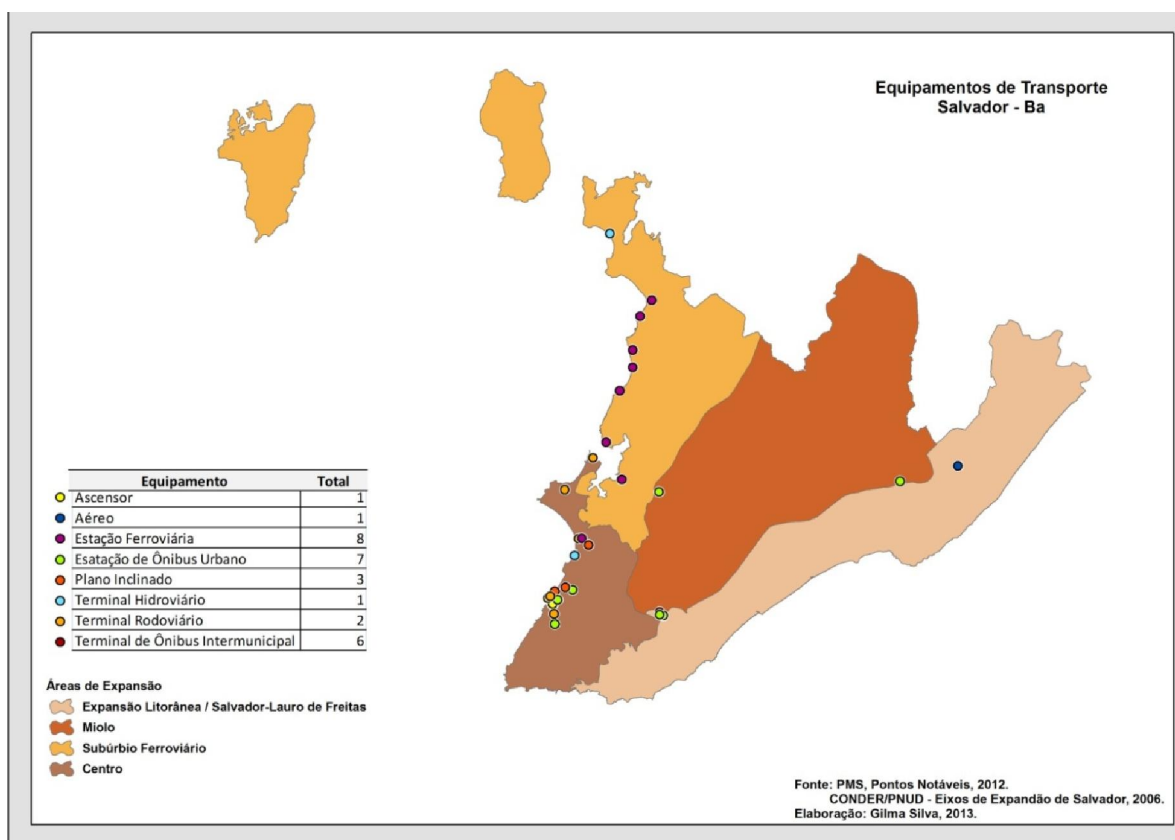 Equipamentos de Transporte
Salvador - Ba
Equipamento Total
Ascensor 1
Aéreo 1
Estação Ferroviária 8
Esatação de Ônibus Urbano 7
Plano Inclinado 3
Terminal Hidroviário 1
Terminal Rodoviário 2
Terminal de Ônibus Intermunicipal 6
Áreas de Expansão
Expansão Litorânea / Salvador-Lauro de Freitas
Miolo
Subúrbio Ferroviário
Centro
Fonte: PMS, Pontos Notáveis, 2012.
CONDER/PNUD - Eixos de Expandão de Salvador, 2006.
Elaboração: Gilma Silva, 2013.